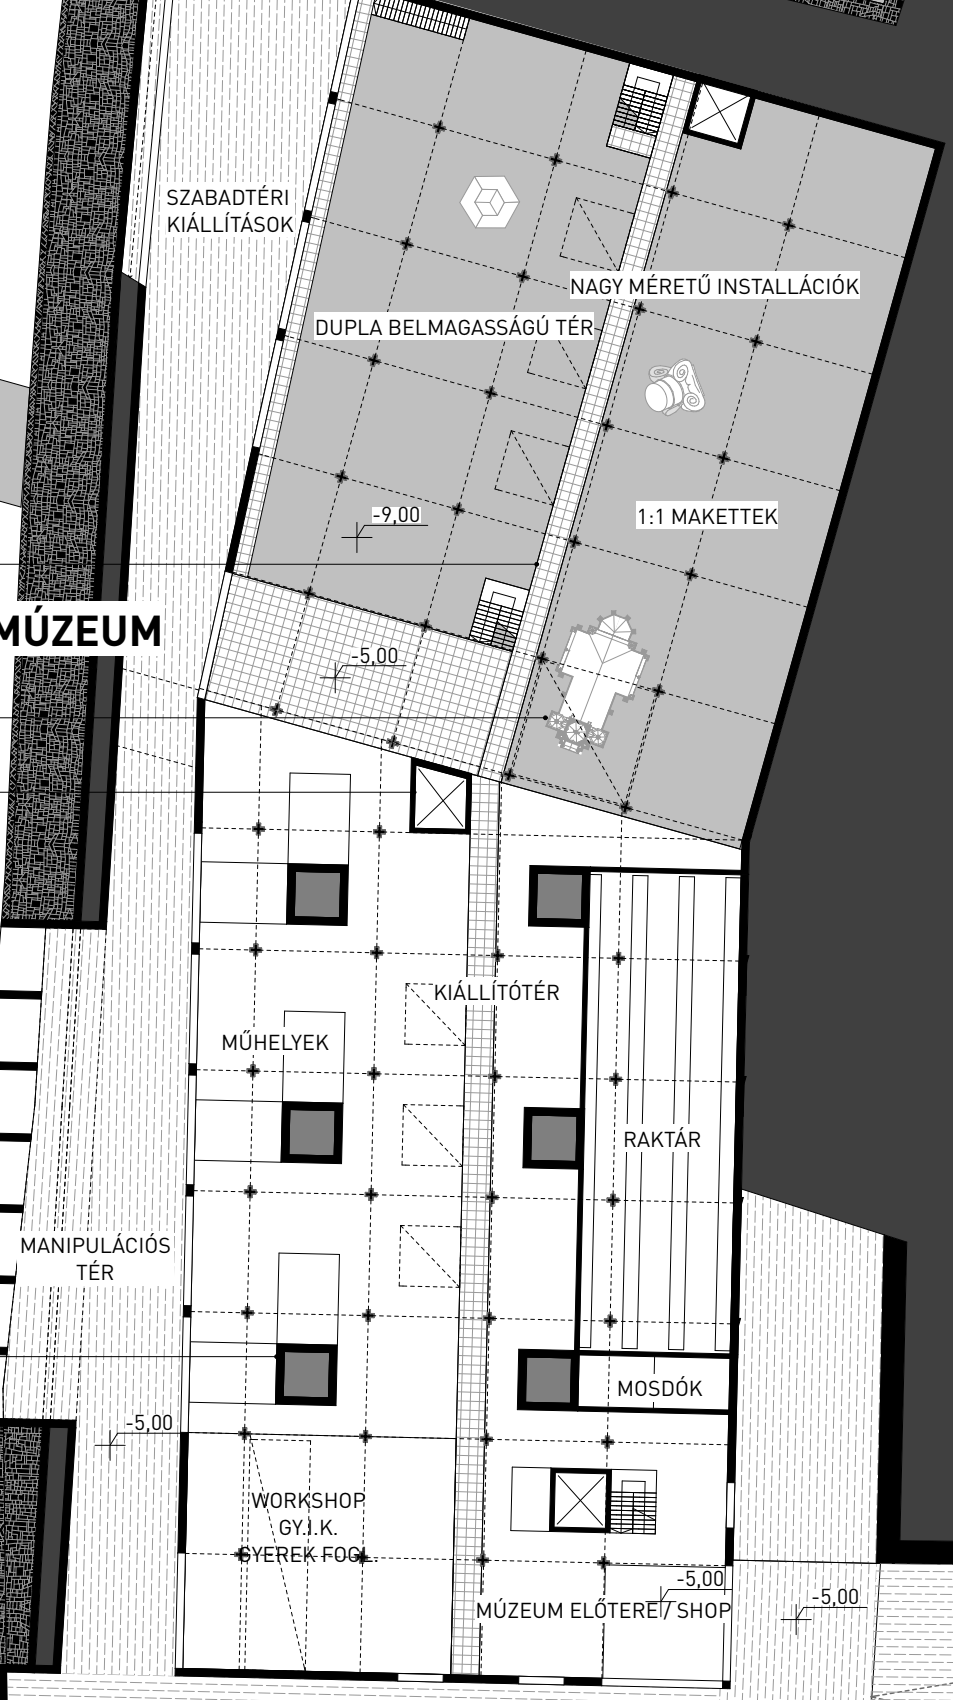 SZABADTÉRI
KIÁLLÍTÁSOK
NAGY MÉRETŰ INSTALLÁCIÓK
DUPLA BELMAGASSÁGÚ TÉR
-9,00
1:1 MAKETTEK
MÚZEUM
-5,00
KIÁLLÍTÓTÉR
MŰHELYEK
RAKTÁR
MANIPULÁCIÓS
TÉR
MOSDÓK
-5,00
WORKSHOP
GY.I.K.
GYEREK FOGL.
-5,00
-5,00
MÚZEUM ELŐTERE / SHOP